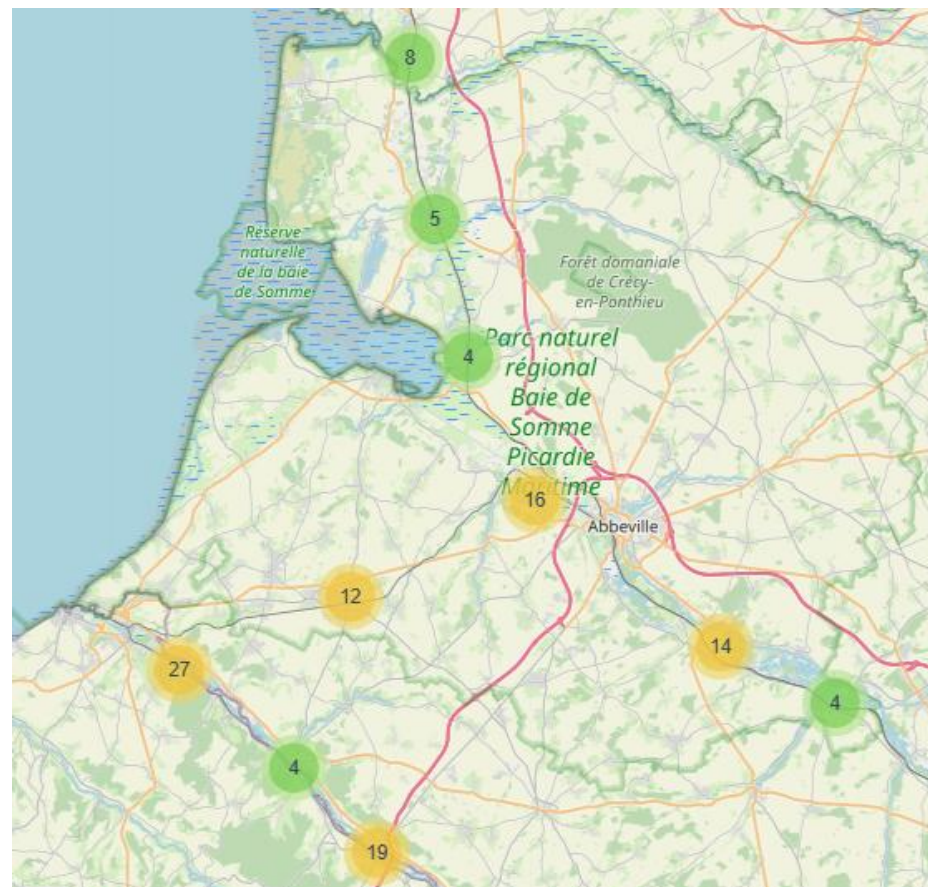 8
5
Réserve
naturelle
de la baie
de Somme
Forêt domaniale
de Crécy-
en-Ponthieu
4
Parc naturel
régional
Baie de
Somme
Picardie
Maritime
16
Abbeville
12
14
27
4
4
19